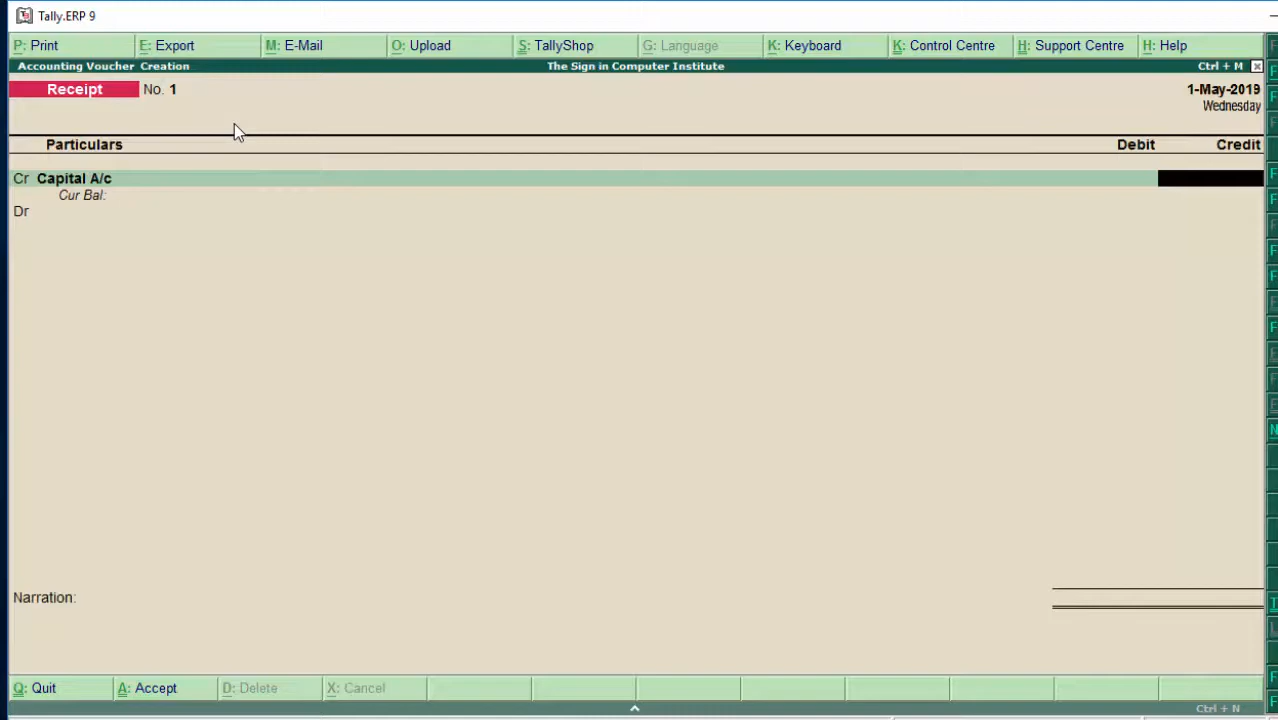 Tally.ERP 9
P: Print E: Export M: E-Mail O: Upload S: TallyShop G: Language K: Keyboard K: Control Centre H: Support Centre H: Help
Accounting Voucher Creation The Sign in Computer Institute Ctrl + M
Receipt No. 1 1-May-2019
Wednesday
Particulars Debit Credit
Cr Capital A/c
Cur Bal:
Dr
Narration:
Q: Quit A: Accept D: Delete X: Cancel
Ctrl + N